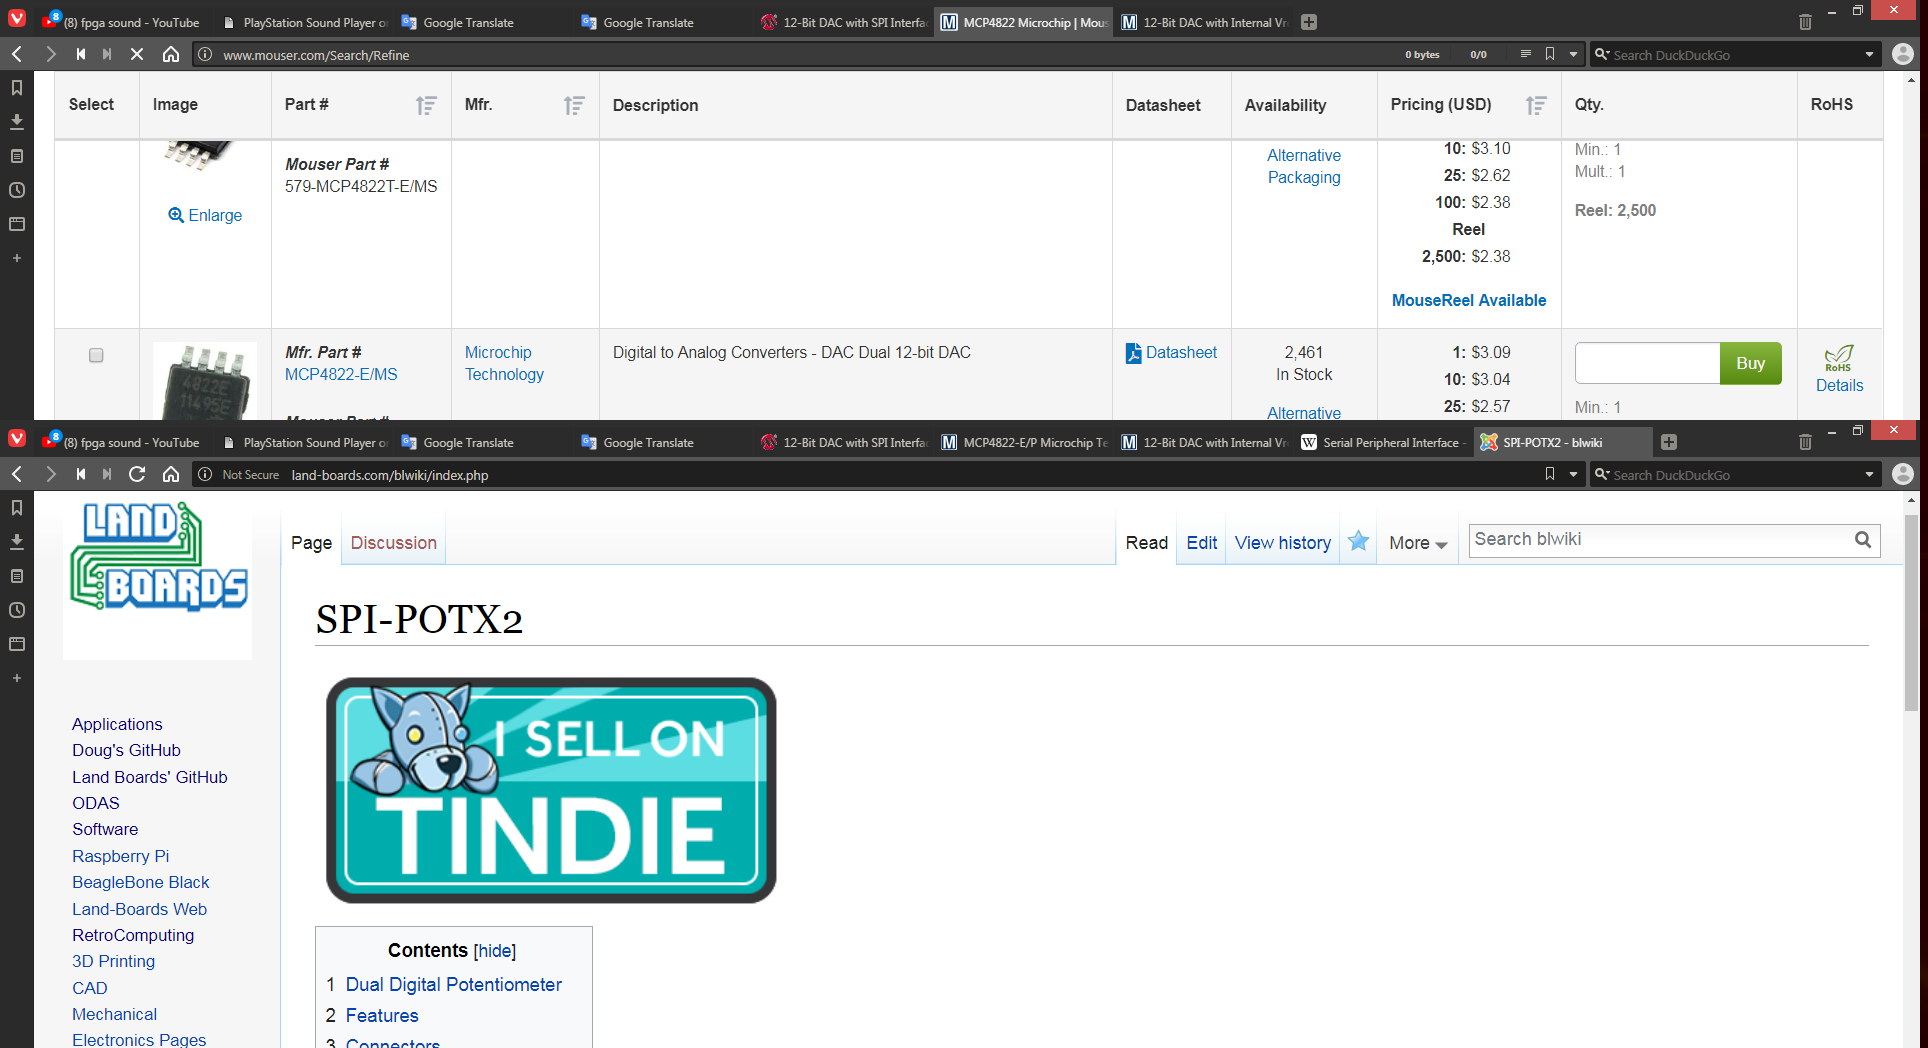 (8) fpga sound - YouTube
PlayStation Sound Player o
Google Translate
Google Translate
12-Bit DAC with SPI Interfa
MCP4822 Microchip | Mous
12-Bit DAC with Internal Vr
www.mouser.com/Search/Refine
0 bytes
0/0
Search DuckDuckGo
Select
Image
Part #
Mfr.
Description
Datasheet
Availability
Pricing (USD)
Qty.
RoHS
Enlarge
Mouser Part #
579-MCP4822T-E/MS
Alternative
Packaging
10: $3.10
25: $2.62
100: $2.38
Reel
2,500: $2.38
MouseReel Available
Min.: 1
Mult.: 1
Reel: 2,500
4822E
11495E
Mfr. Part #
MCP4822-E/MS
Mouser Part #
Microchip
Technology
Digital to Analog Converters - DAC Dual 12-bit DAC
Datasheet
2,461
In Stock
Alternative
1: $3.09
10: $3.04
25: $2.57
Buy
Min.: 1
RoHS
Details
(8) fpga sound - YouTube
PlayStation Sound Player o
Google Translate
Google Translate
12-Bit DAC with SPI Interfa
MCP4822-E/P Microchip Te
12-Bit DAC with Internal Vr
Serial Peripheral Interface -
SPI-POTX2 - blwiki
Not Secure
land-boards.com/blwiki/index.php
Search DuckDuckGo
LAND
BOARDS
Page
Discussion
Read
Edit
View history
More
Search blwiki
SPI-POTX2
I SELL ON
TINDIE
Applications
Doug's GitHub
Land Boards' GitHub
ODAS
Software
Raspberry Pi
BeagleBone Black
Land-Boards Web
RetroComputing
3D Printing
CAD
Mechanical
Electronics Pages
Contents [hide]
1 Dual Digital Potentiometer
2 Features
3 Connectors